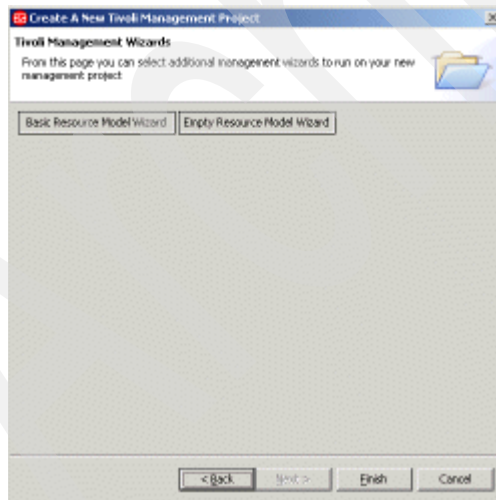 Create A New Tivoli Management Project
Tivoli Management Wizards
From this page you can select additional management wizards to run on your new
management project
Basic Resource Model Wizard Empty Resource Model Wizard
< Back Next > Finish Cancel